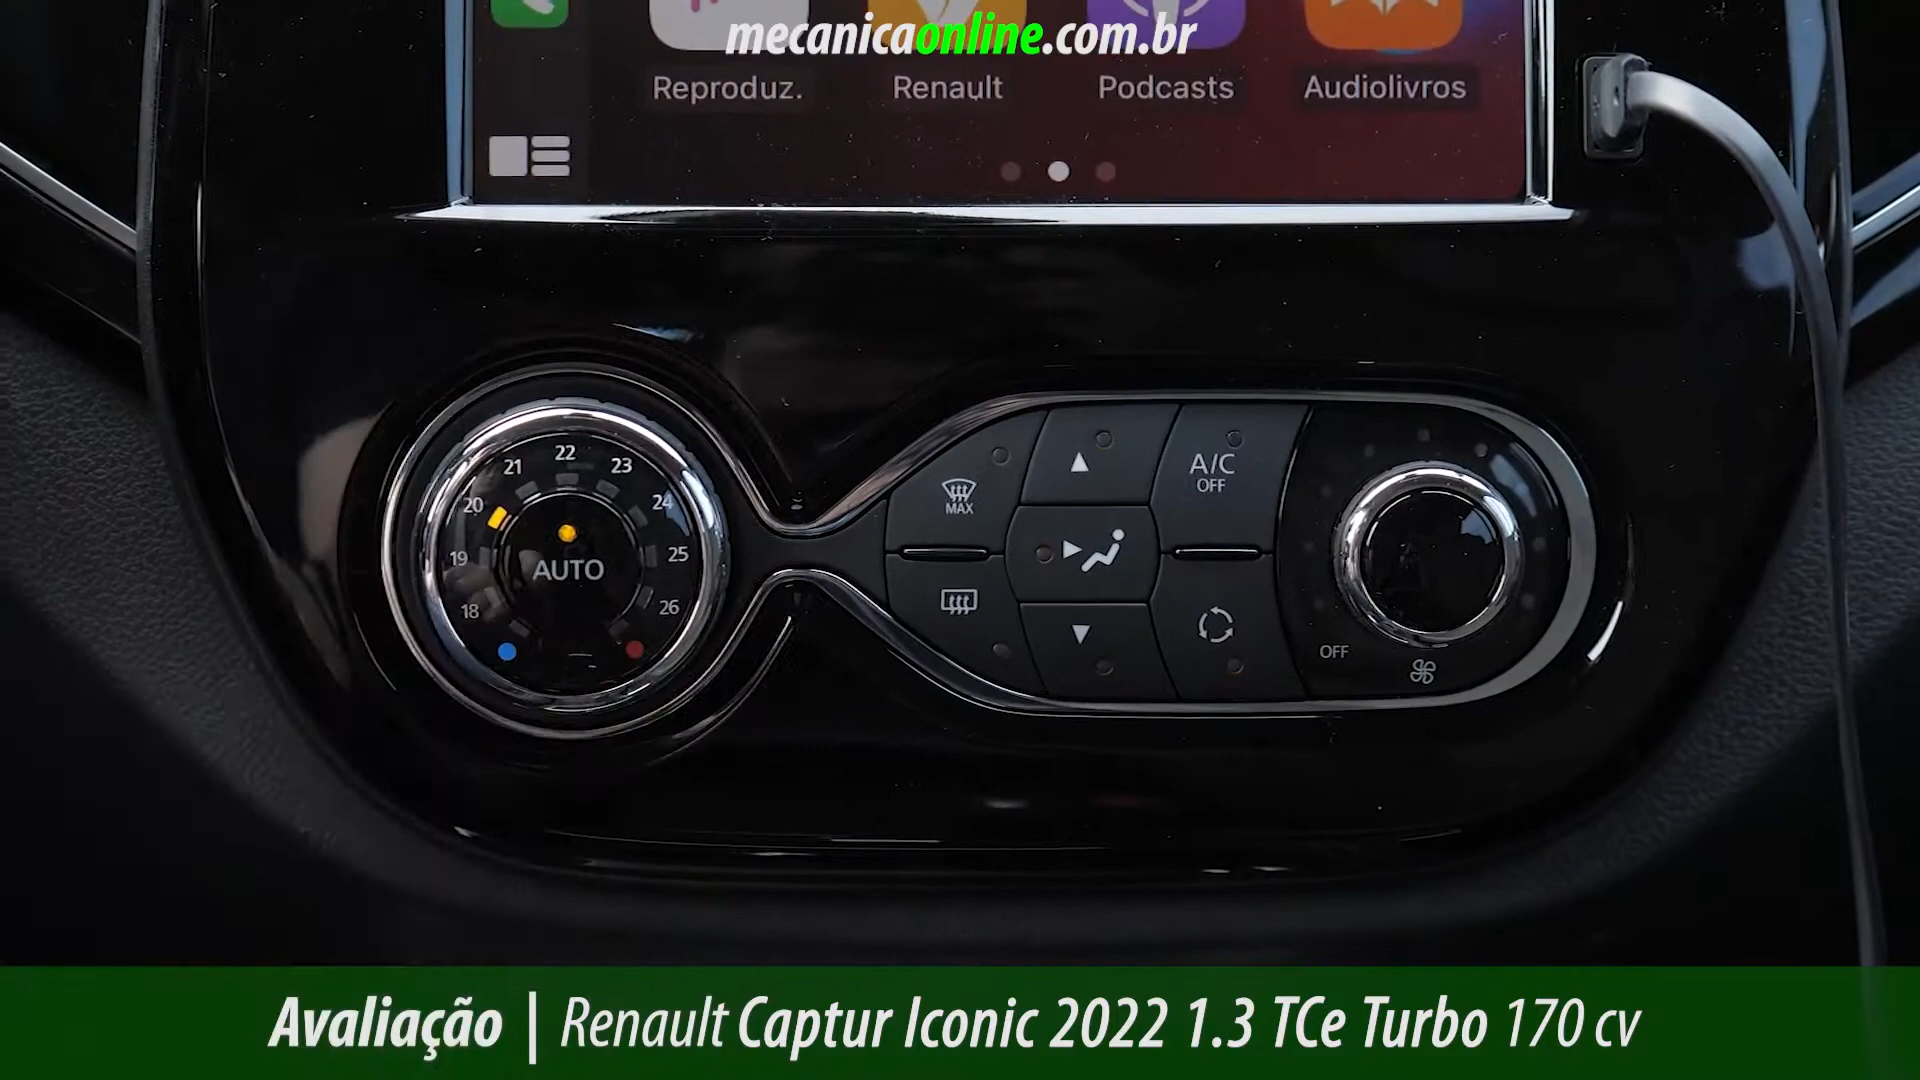 mecanicaonline.com.br
Reproduz. Renault Podcasts Audiolivros
22
21 23
20 24
19 25
18 26
AUTO
MAX
A/C
OFF
OFF
Avaliação | Renault Captur Iconic 2022 1.3 TCe Turbo 170 cv